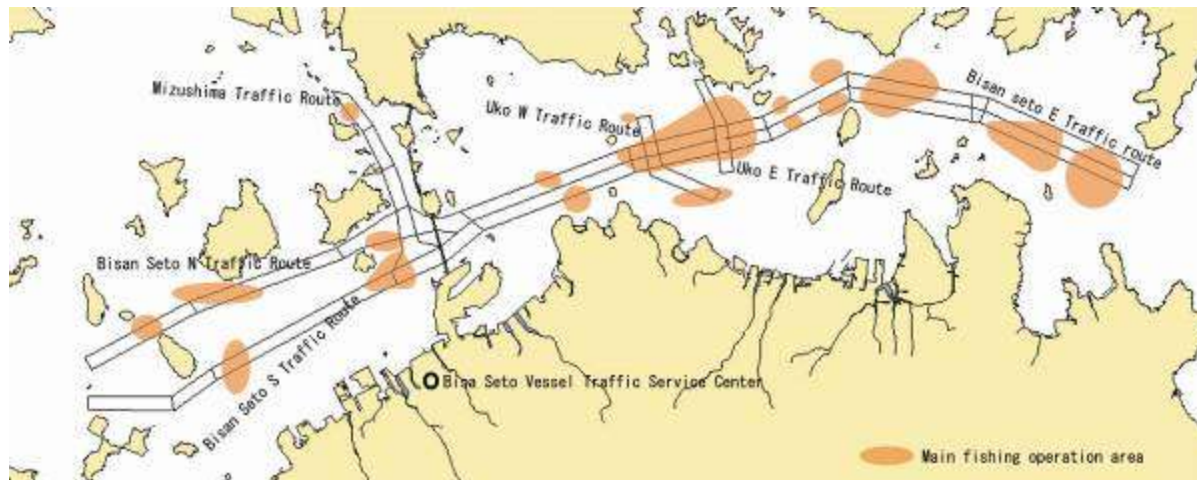 Mizushima Traffic Route
Uko W Traffic Route
Bisan seto E Traffic route
Uko E Traffic Route
Bisan Seto N Traffic Route
Bisan Seto S Traffic Route
Bisa Seto Vessel Traffic Service Center
Main fishing operation area